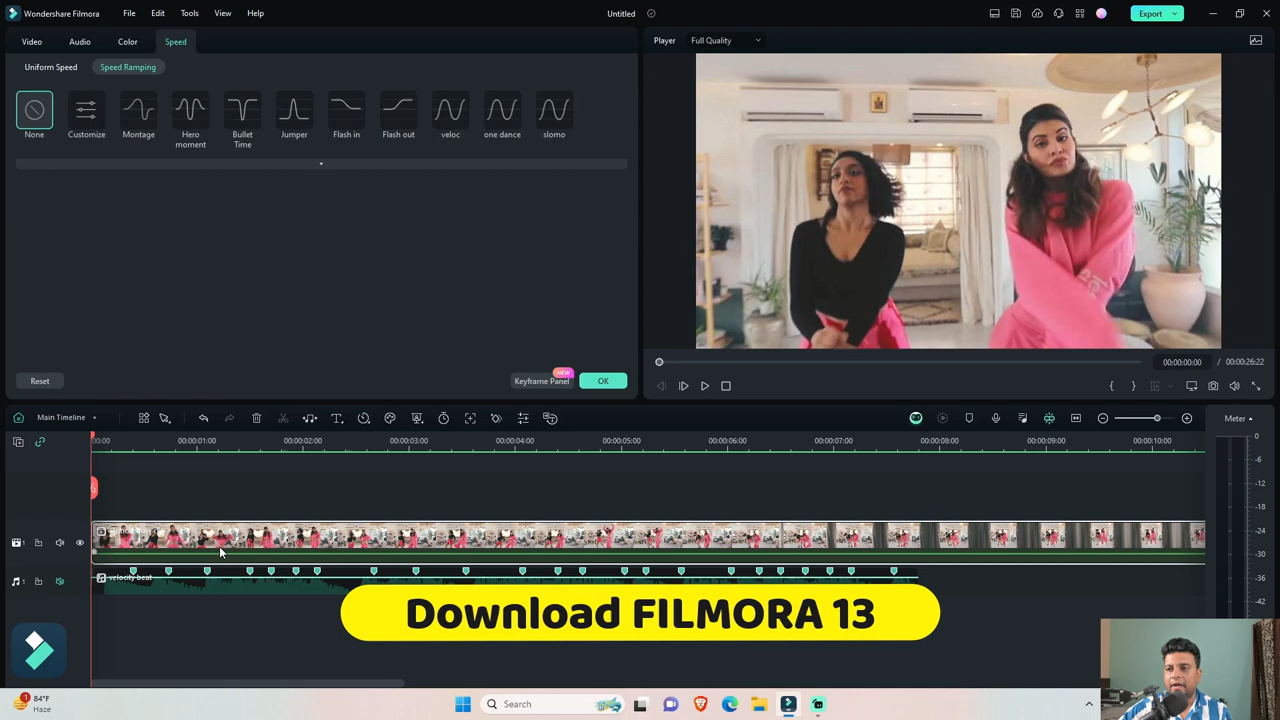 Wondershare Filmora
File
Edit
Tools
View
Help
Untitled
Export
Video
Audio
Color
Speed
Player
Full Quality
Uniform Speed
Speed Ramping
None
Customize
Montage
Hero
moment
Bullet
Time
Jumper
Flash in
Flash out
veloc
one dance
slomo
00:00:00:00
/
00:00:26:22
Reset
NEW
Keyframe Panel
OK
Main Timeline
Meter
00:00
00:00:01:00
00:00:02:00
00:00:03:00
00:00:04:00
00:00:05:00
00:00:06:00
00:00:07:00
00:00:08:00
00:00:09:00
00:00:10:00
0
-6
-12
-18
-24
-30
-36
-42
1
velocity beat
1
Download FILMORA 13
1
84°F
Haze
Search